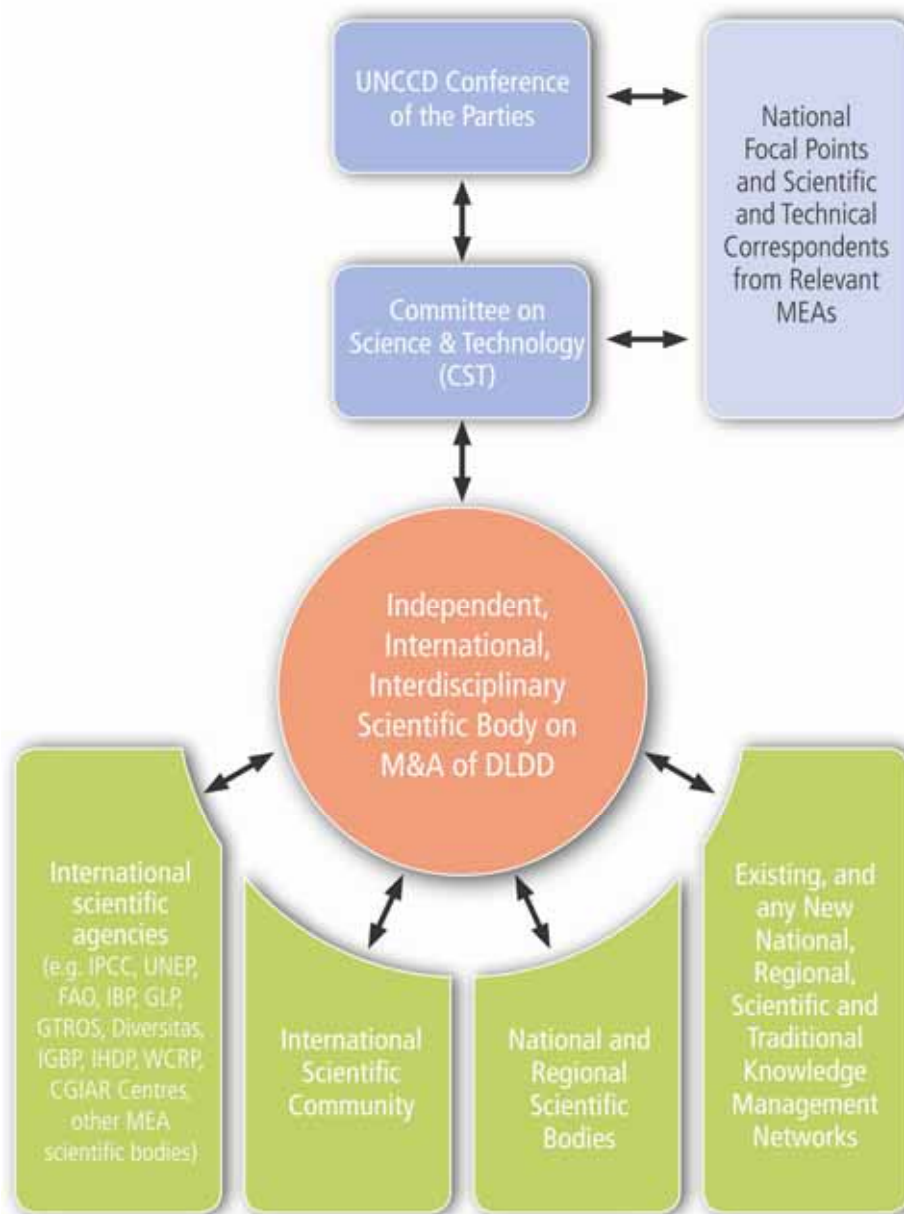 UNCCD Conference
of the Parties
National
Focal Points
and Scientific
and Technical
Correspondents
from Relevant
MEAs
Committee on
Science & Technology
(CST)
Independent,
International,
Interdisciplinary
Scientific Body on
M&A of DLDD
International
scientific
agencies
(e.g. IPCC, UNEP,
FAO, IBP, GLP,
GTROS, Diversitas,
IGBP, IHDP, WCRP,
CGIAR Centres,
other MEA
scientific bodies)
International
Scientific
Community
National and
Regional
Scientific
Bodies
Existing, and
any New
National,
Regional,
Scientific and
Traditional
Knowledge
Management
Networks